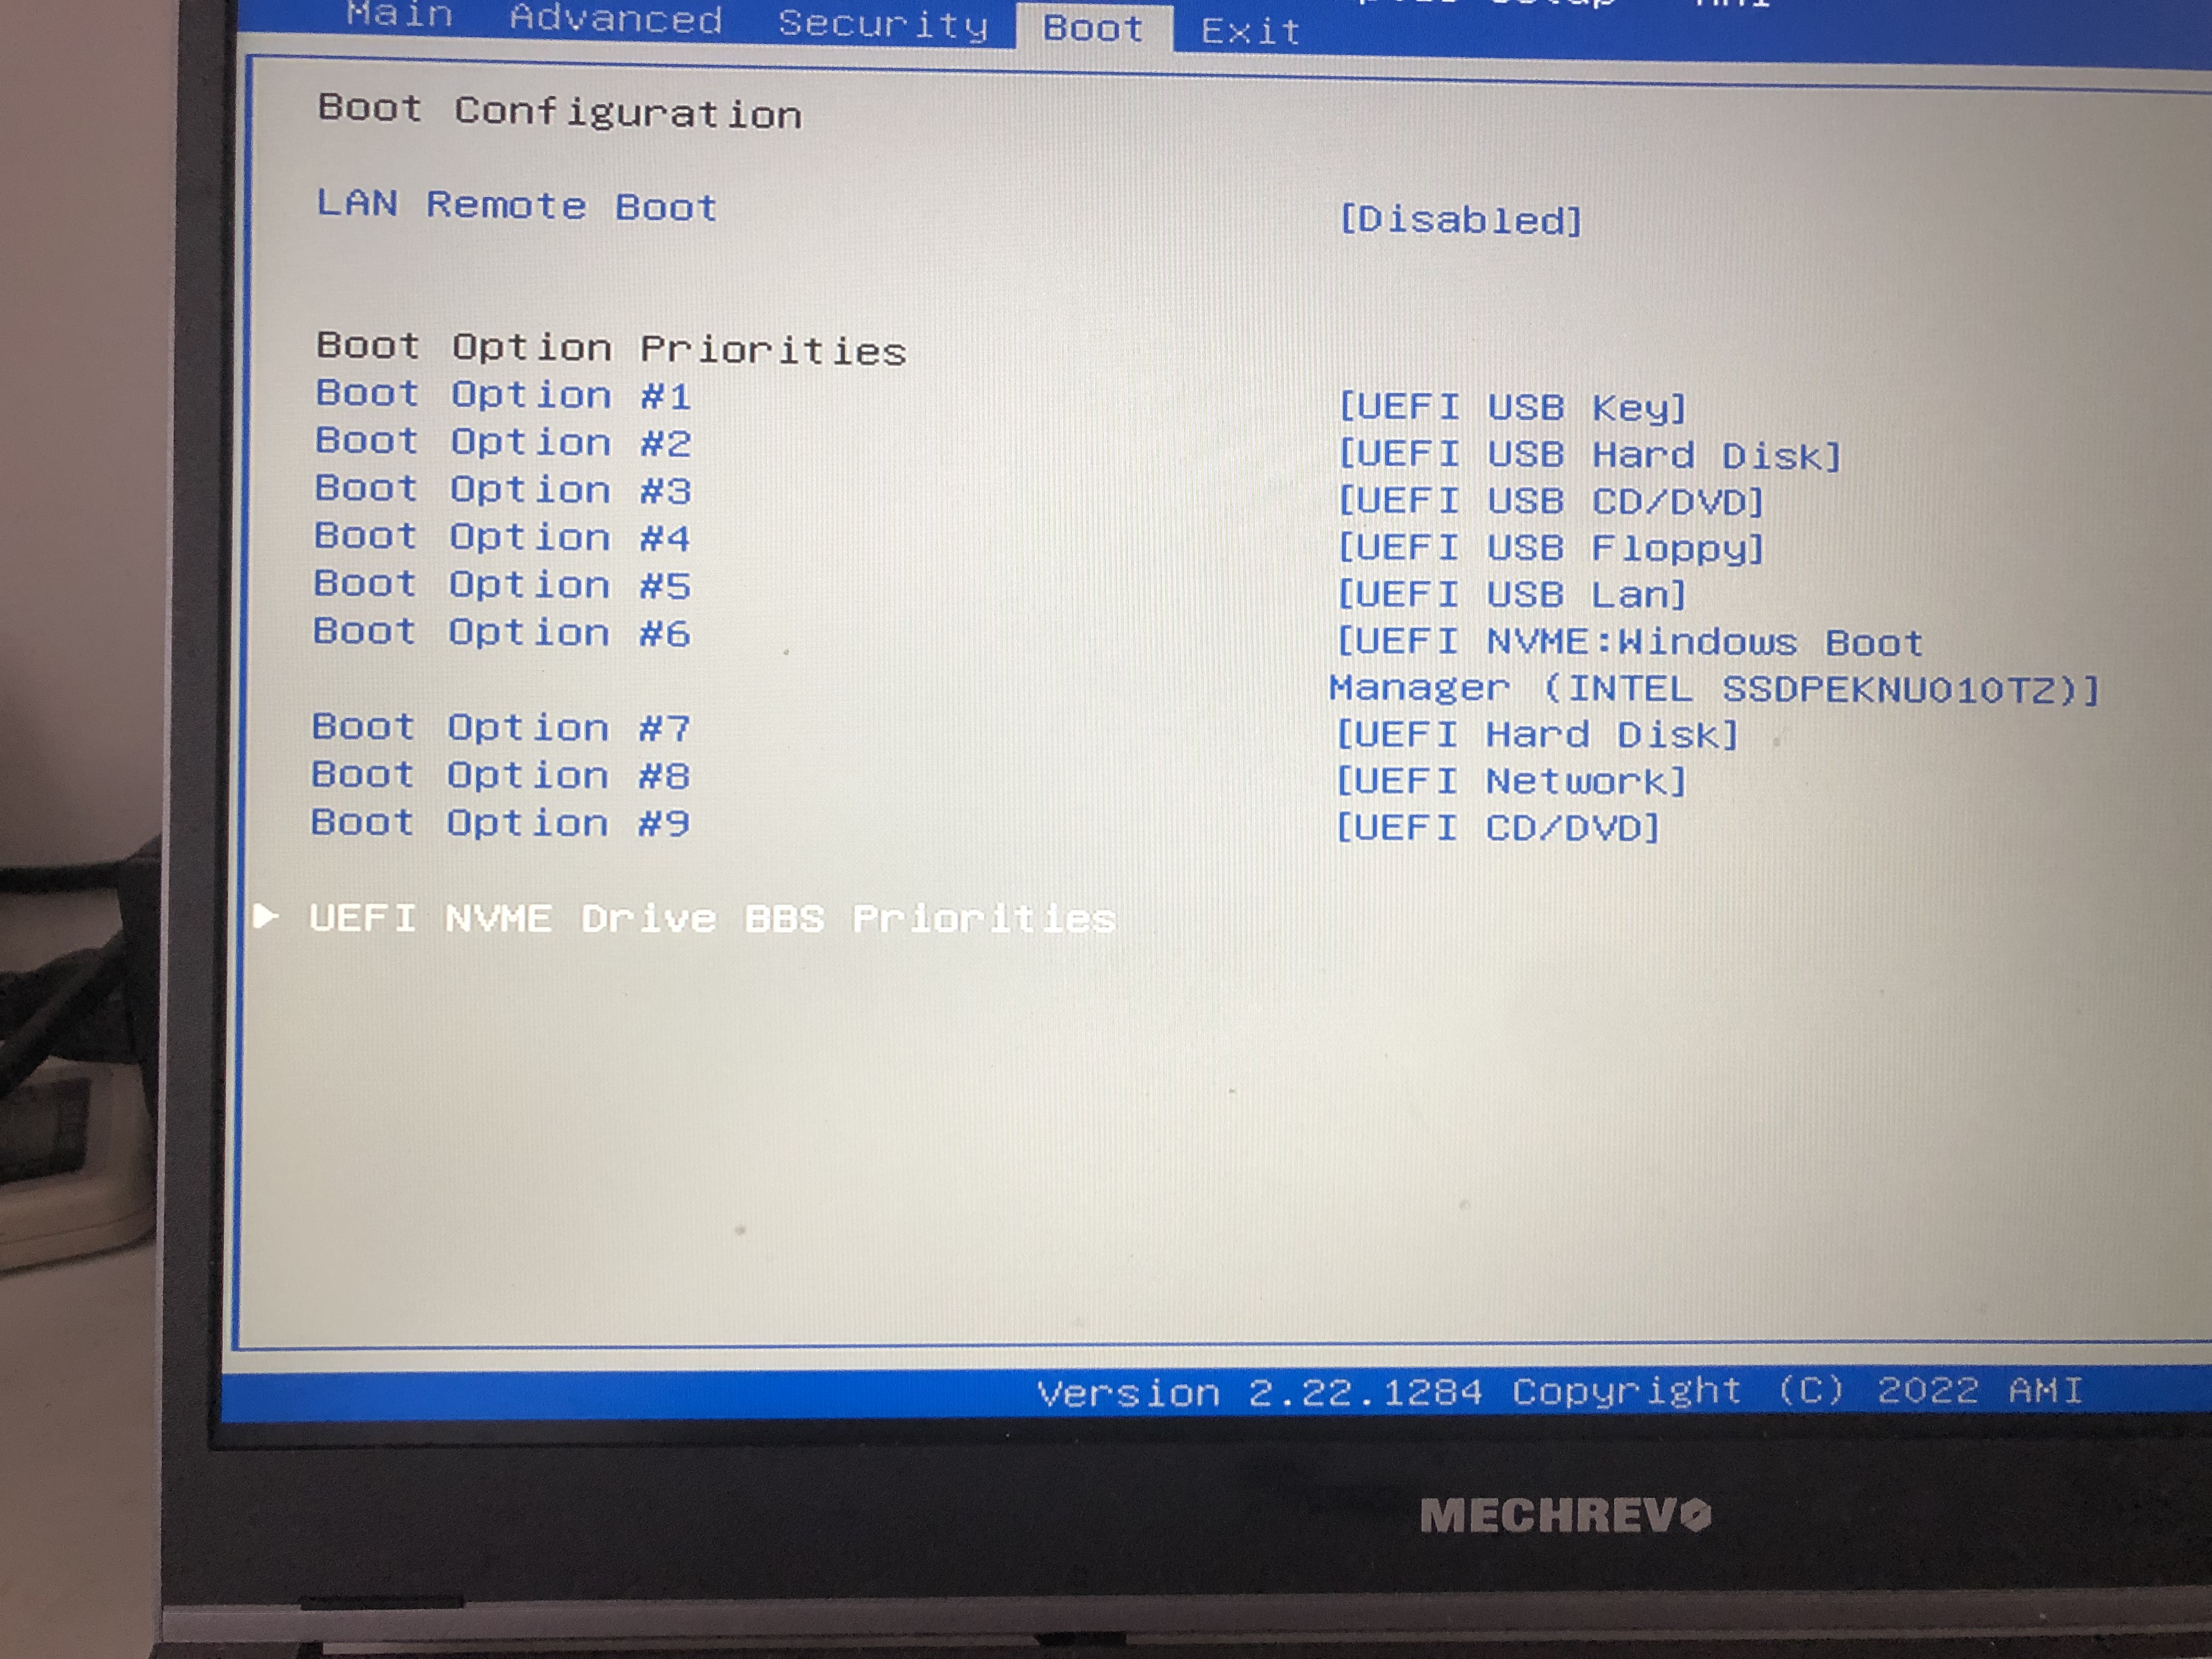 Main Advanced Security Boot Exit
Boot Configuration
LAN Remote Boot [Disabled]
Boot Option Priorities
Boot Option #1 [UEFI USB Key]
Boot Option #2 [UEFI USB Hard Disk]
Boot Option #3 [UEFI USB CD/DVD]
Boot Option #4 [UEFI USB Floppy]
Boot Option #5 [UEFI USB Lan]
Boot Option #6 [UEFI NVME:Windows Boot
Manager (INTEL SSDPEKNU010TZ)]
Boot Option #7 [UEFI Hard Disk]
Boot Option #8 [UEFI Network]
Boot Option #9 [UEFI CD/DVD]
► UEFI NVME Drive BBS Priorities
Version 2.22.1284 Copyright (C) 2022 AMI
MECHREVO